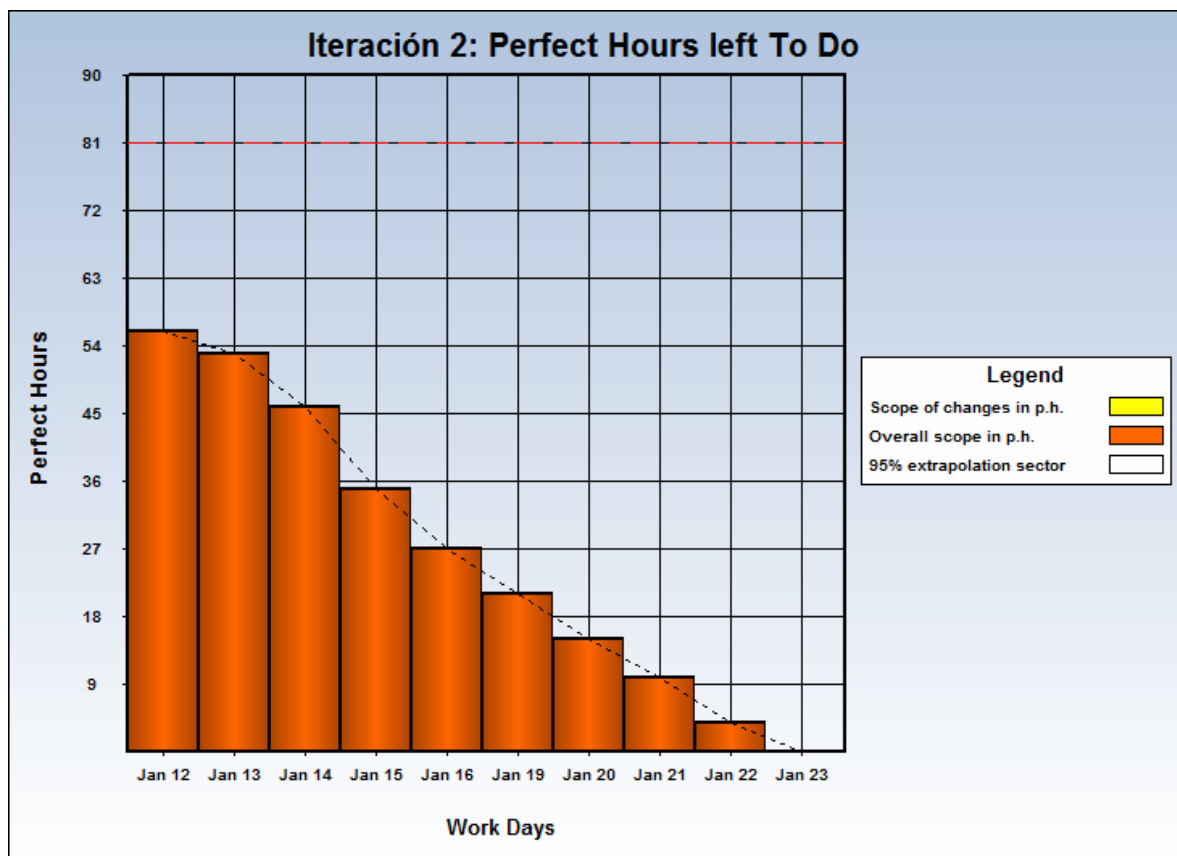 Iteración 2: Perfect Hours left To Do
90
81
72
63
54
45
36
27
18
9
Perfect Hours
Jan 12 Jan 13 Jan 14 Jan 15 Jan 16 Jan 19 Jan 20 Jan 21 Jan 22 Jan 23
Work Days
Legend
Scope of changes in p.h.
Overall scope in p.h.
95% extrapolation sector